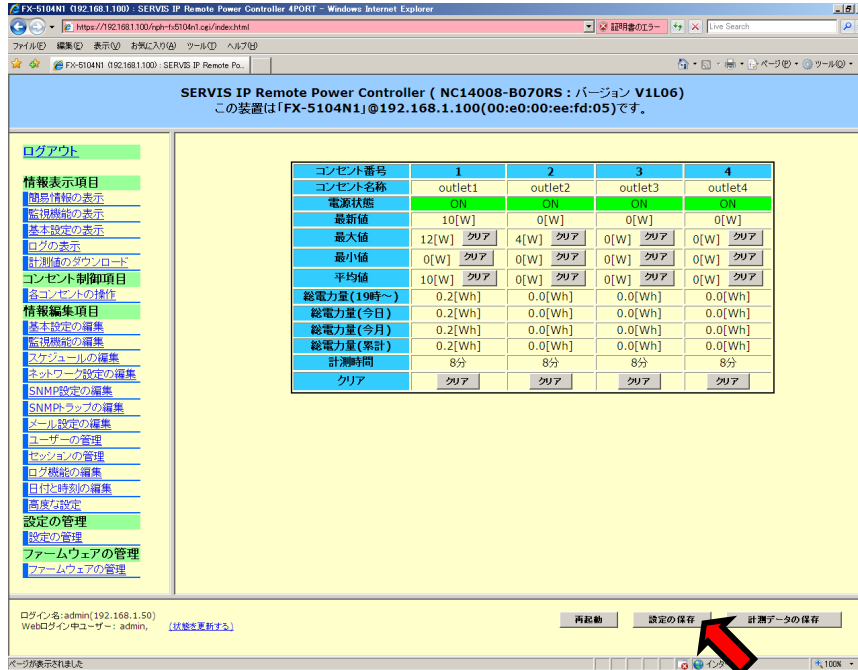 FX-5104N1 (192.168.1.100) : SERVIS IP Remote Power Controller 4PORT - Windows Internet Explorer
https://192.168.1.100/nph-fx5104n1.cgi/index.html
証明書のエラー
Live Search
ファイル(F) 編集(E) 表示(V) お気に入り(A) ツール(T) ヘルプ(H)
FX-5104N1 (192.168.1.100) : SERVIS IP Remote Po...
ページ(P)
ツール(O)
SERVIS IP Remote Power Controller ( NC14008-B070RS : バージョン V1L06)
この装置は「FX-5104N1」@192.168.1.100(00:e0:00:ee:fd:05)です。
ログアウト
情報表示項目
簡易情報の表示
監視機能の表示
基本設定の表示
ログの表示
計測値のダウンロード
コンセント制御項目
各コンセントの操作
情報編集項目
基本設定の編集
監視機能の編集
スケジュールの編集
ネットワーク設定の編集
SNMP設定の編集
SNMPトラップの編集
メール設定の編集
ユーザーの管理
セッションの管理
ログ機能の編集
日付と時刻の編集
高度な設定
設定の管理
設定の管理
ファームウェアの管理
ファームウェアの管理
コンセント番号 1 2 3 4
コンセント名称 outlet1 outlet2 outlet3 outlet4
電源状態 ON ON ON ON
最新値 10[W] 0[W] 0[W] 0[W]
最大値 12[W] クリア 4[W] クリア 0[W] クリア 0[W] クリア
最小値 0[W] クリア 0[W] クリア 0[W] クリア 0[W] クリア
平均値 10[W] クリア 0[W] クリア 0[W] クリア 0[W] クリア
総電力量(19時～) 0.2[Wh] 0.0[Wh] 0.0[Wh] 0.0[Wh]
総電力量(今日) 0.2[Wh] 0.0[Wh] 0.0[Wh] 0.0[Wh]
総電力量(今月) 0.2[Wh] 0.0[Wh] 0.0[Wh] 0.0[Wh]
総電力量(累計) 0.2[Wh] 0.0[Wh] 0.0[Wh] 0.0[Wh]
計測時間 8分 8分 8分 8分
クリア クリア クリア クリア クリア
ログイン名:admin(192.168.1.50)
Webログイン中ユーザー: admin, (状態を更新する)
再起動 設定の保存 計測データの保存
ページが表示されました
100%